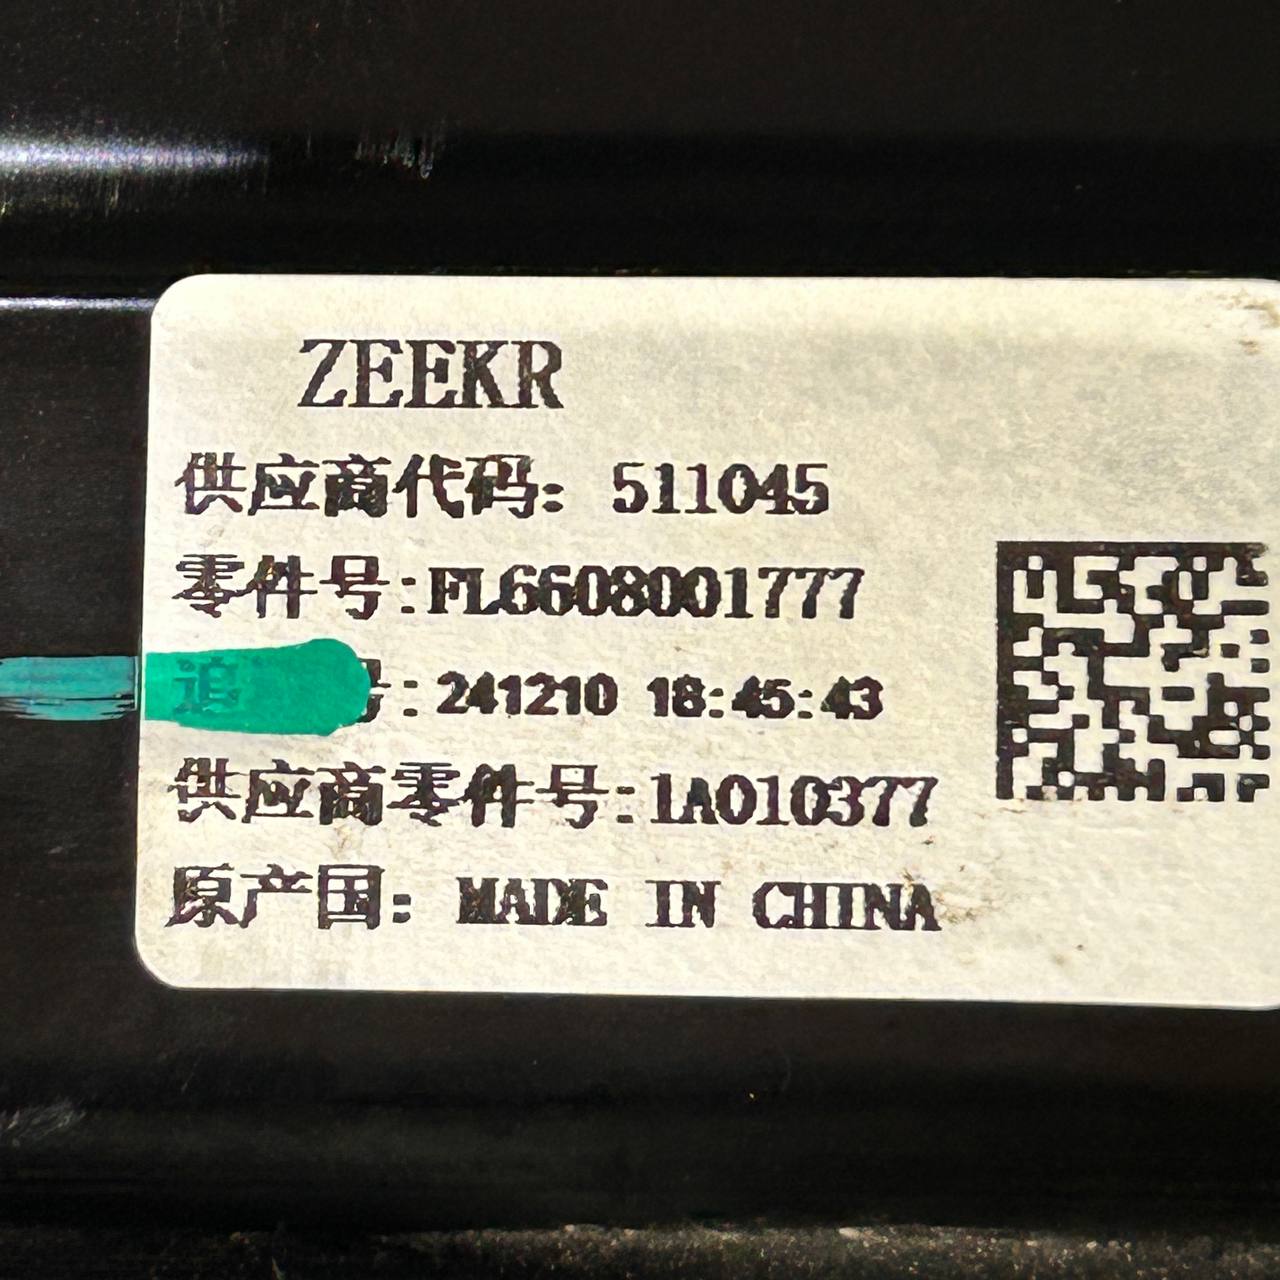 ZEEKR
供应商代码: 511045
零件号:FL6608001777
追 号:241210 18:45:43
供应商零件号:1A010377
原产国: MADE IN CHINA